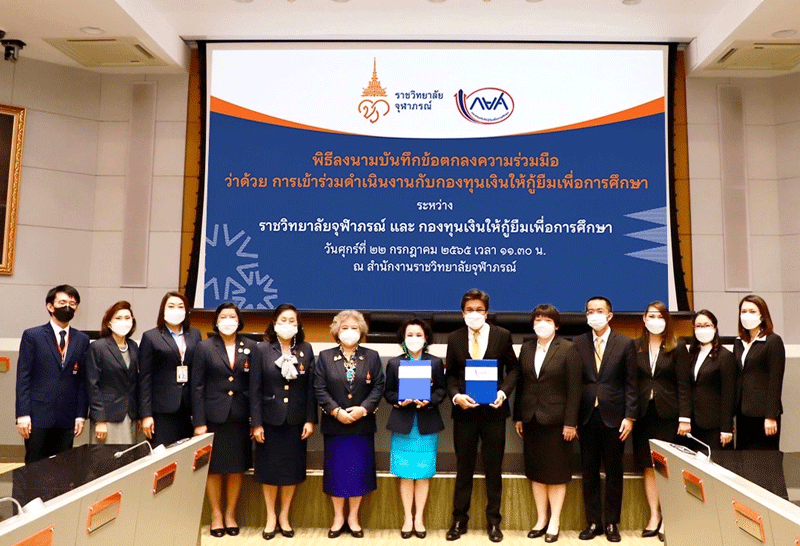 ราชวิทยาลัย
จุฬาภรณ์
กยศ
พิธีลงนามบันทึกข้อตกลงความร่วมมือ
ว่าด้วย การเข้าร่วมดำเนินงานกับกองทุนเงินให้กู้ยืมเพื่อการศึกษา
ระหว่าง
ราชวิทยาลัยจุฬาภรณ์ และ กองทุนเงินให้กู้ยืมเพื่อการศึกษา
วันศุกร์ที่ ๒๒ กรกฎาคม ๒๕๖๕ เวลา ๑๑.๓๐ น.
ณ สำนักงานราชวิทยาลัยจุฬาภรณ์